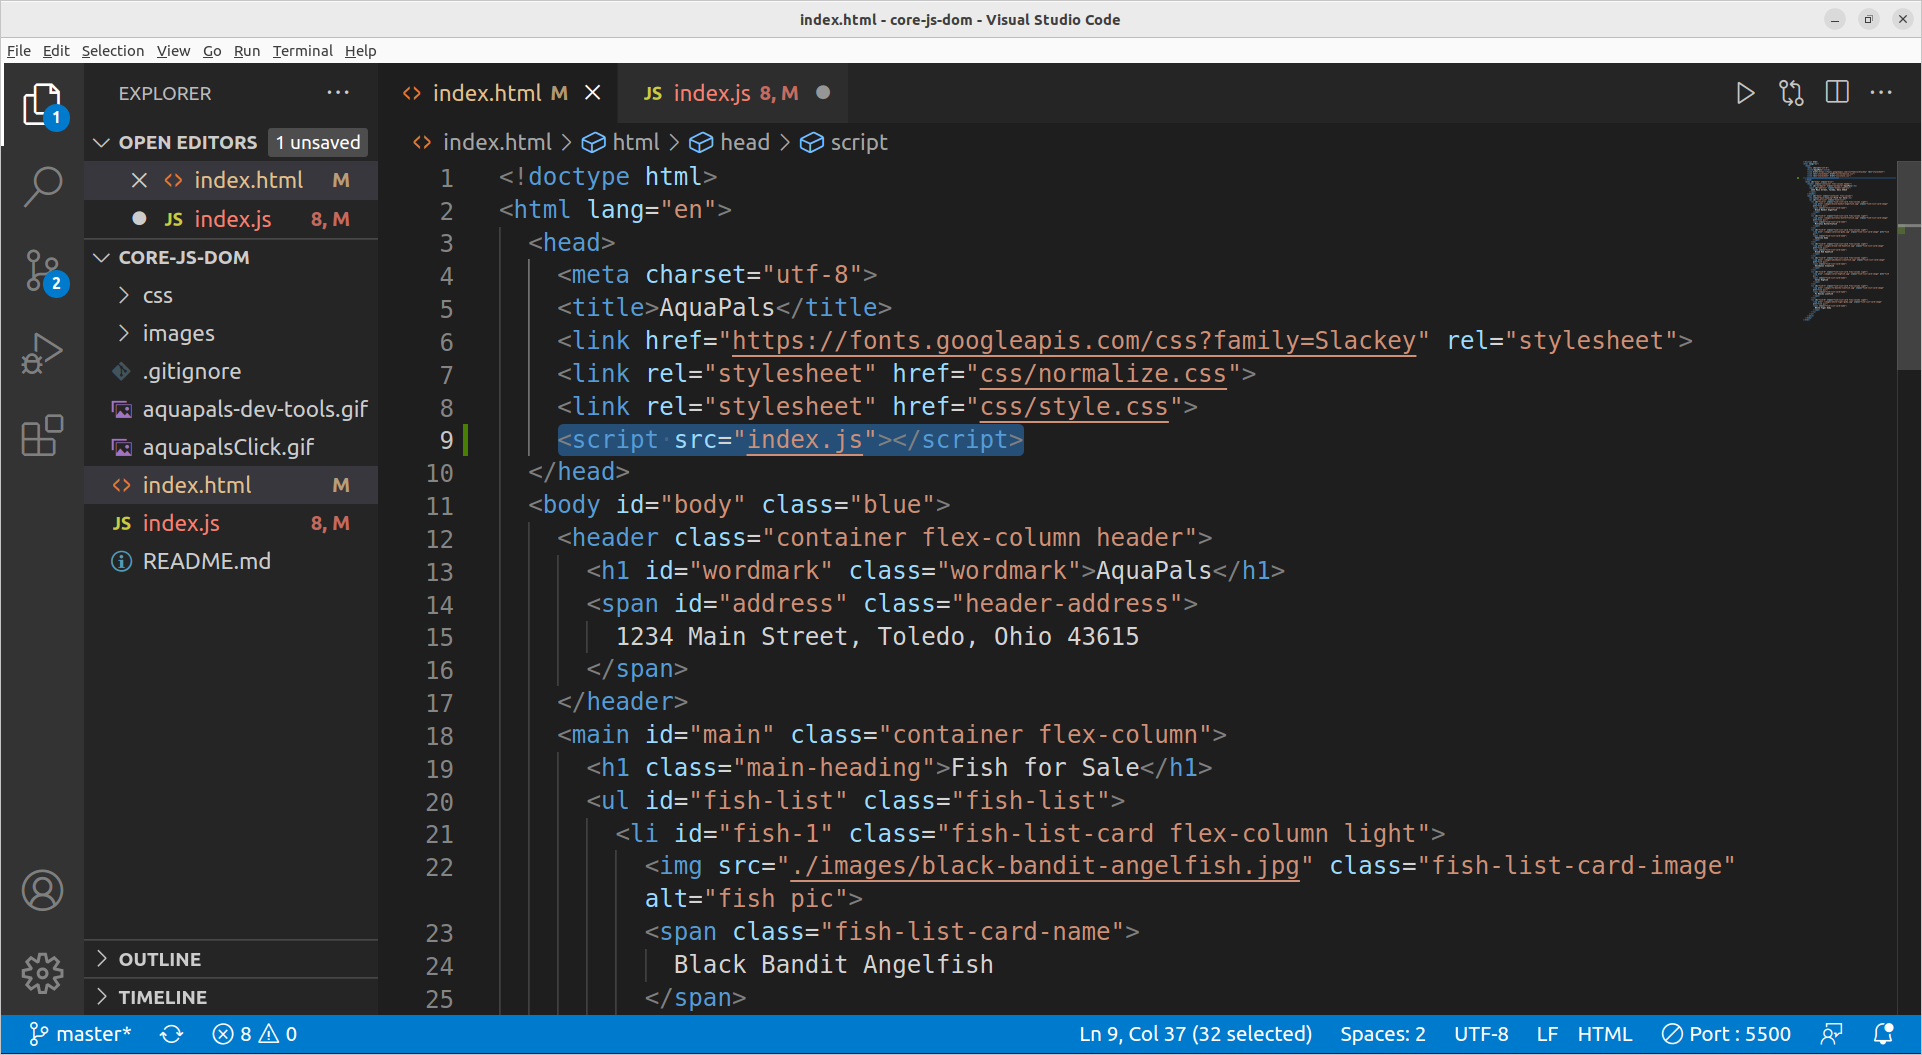 index.html - core-js-dom - Visual Studio Code
File Edit Selection View Go Run Terminal Help
1
2
EXPLORER
OPEN EDITORS 1 unsaved
index.html M
JS index.js 8, M
CORE-JS-DOM
css
images
.gitignore
aquapals-dev-tools.gif
aquapalsClick.gif
index.html M
JS index.js 8, M
README.md
OUTLINE
TIMELINE
index.html M JS index.js 8, M
index.html > html > head > script
1 <!doctype html>
2 <html lang="en">
3 <head>
4 <meta charset="utf-8">
5 <title>AquaPals</title>
6 <link href="https://fonts.googleapis.com/css?family=Slackey" rel="stylesheet">
7 <link rel="stylesheet" href="css/normalize.css">
8 <link rel="stylesheet" href="css/style.css">
9 <script src="index.js"></script>
10 </head>
11 <body id="body" class="blue">
12 <header class="container flex-column header">
13 <h1 id="wordmark" class="wordmark">AquaPals</h1>
14 <span id="address" class="header-address">
15 1234 Main Street, Toledo, Ohio 43615
16 </span>
17 </header>
18 <main id="main" class="container flex-column">
19 <h1 class="main-heading">Fish for Sale</h1>
20 <ul id="fish-list" class="fish-list">
21 <li id="fish-1" class="fish-list-card flex-column light">
22 <img src="./images/black-bandit-angelfish.jpg" class="fish-list-card-image"
alt="fish pic">
23 <span class="fish-list-card-name">
24 Black Bandit Angelfish
25 </span>
master* 8 0 Ln 9, Col 37 (32 selected) Spaces: 2 UTF-8 LF HTML Port : 5500